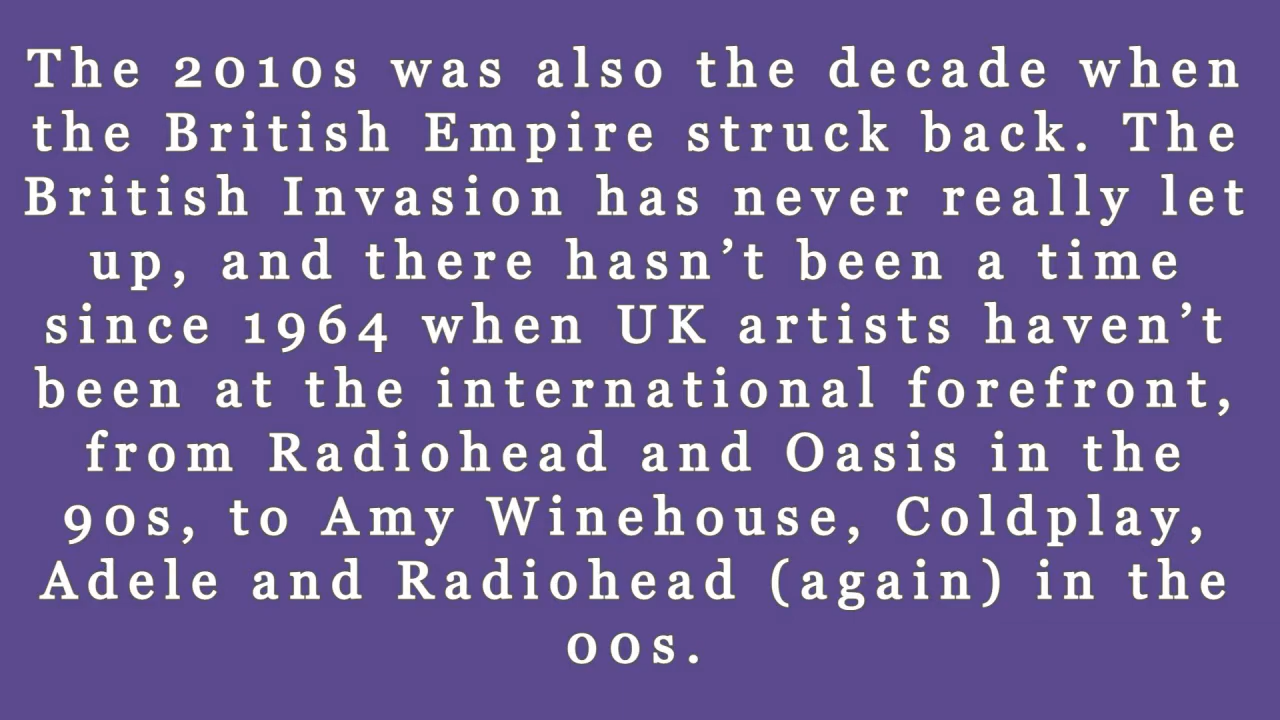 The 2010s was also the decade when
the British Empire struck back. The
British Invasion has never really let
up, and there hasn’t been a time
since 1964 when UK artists haven’t
been at the international forefront,
from Radiohead and Oasis in the
90s, to Amy Winehouse, Coldplay,
Adele and Radiohead (again) in the
00s.